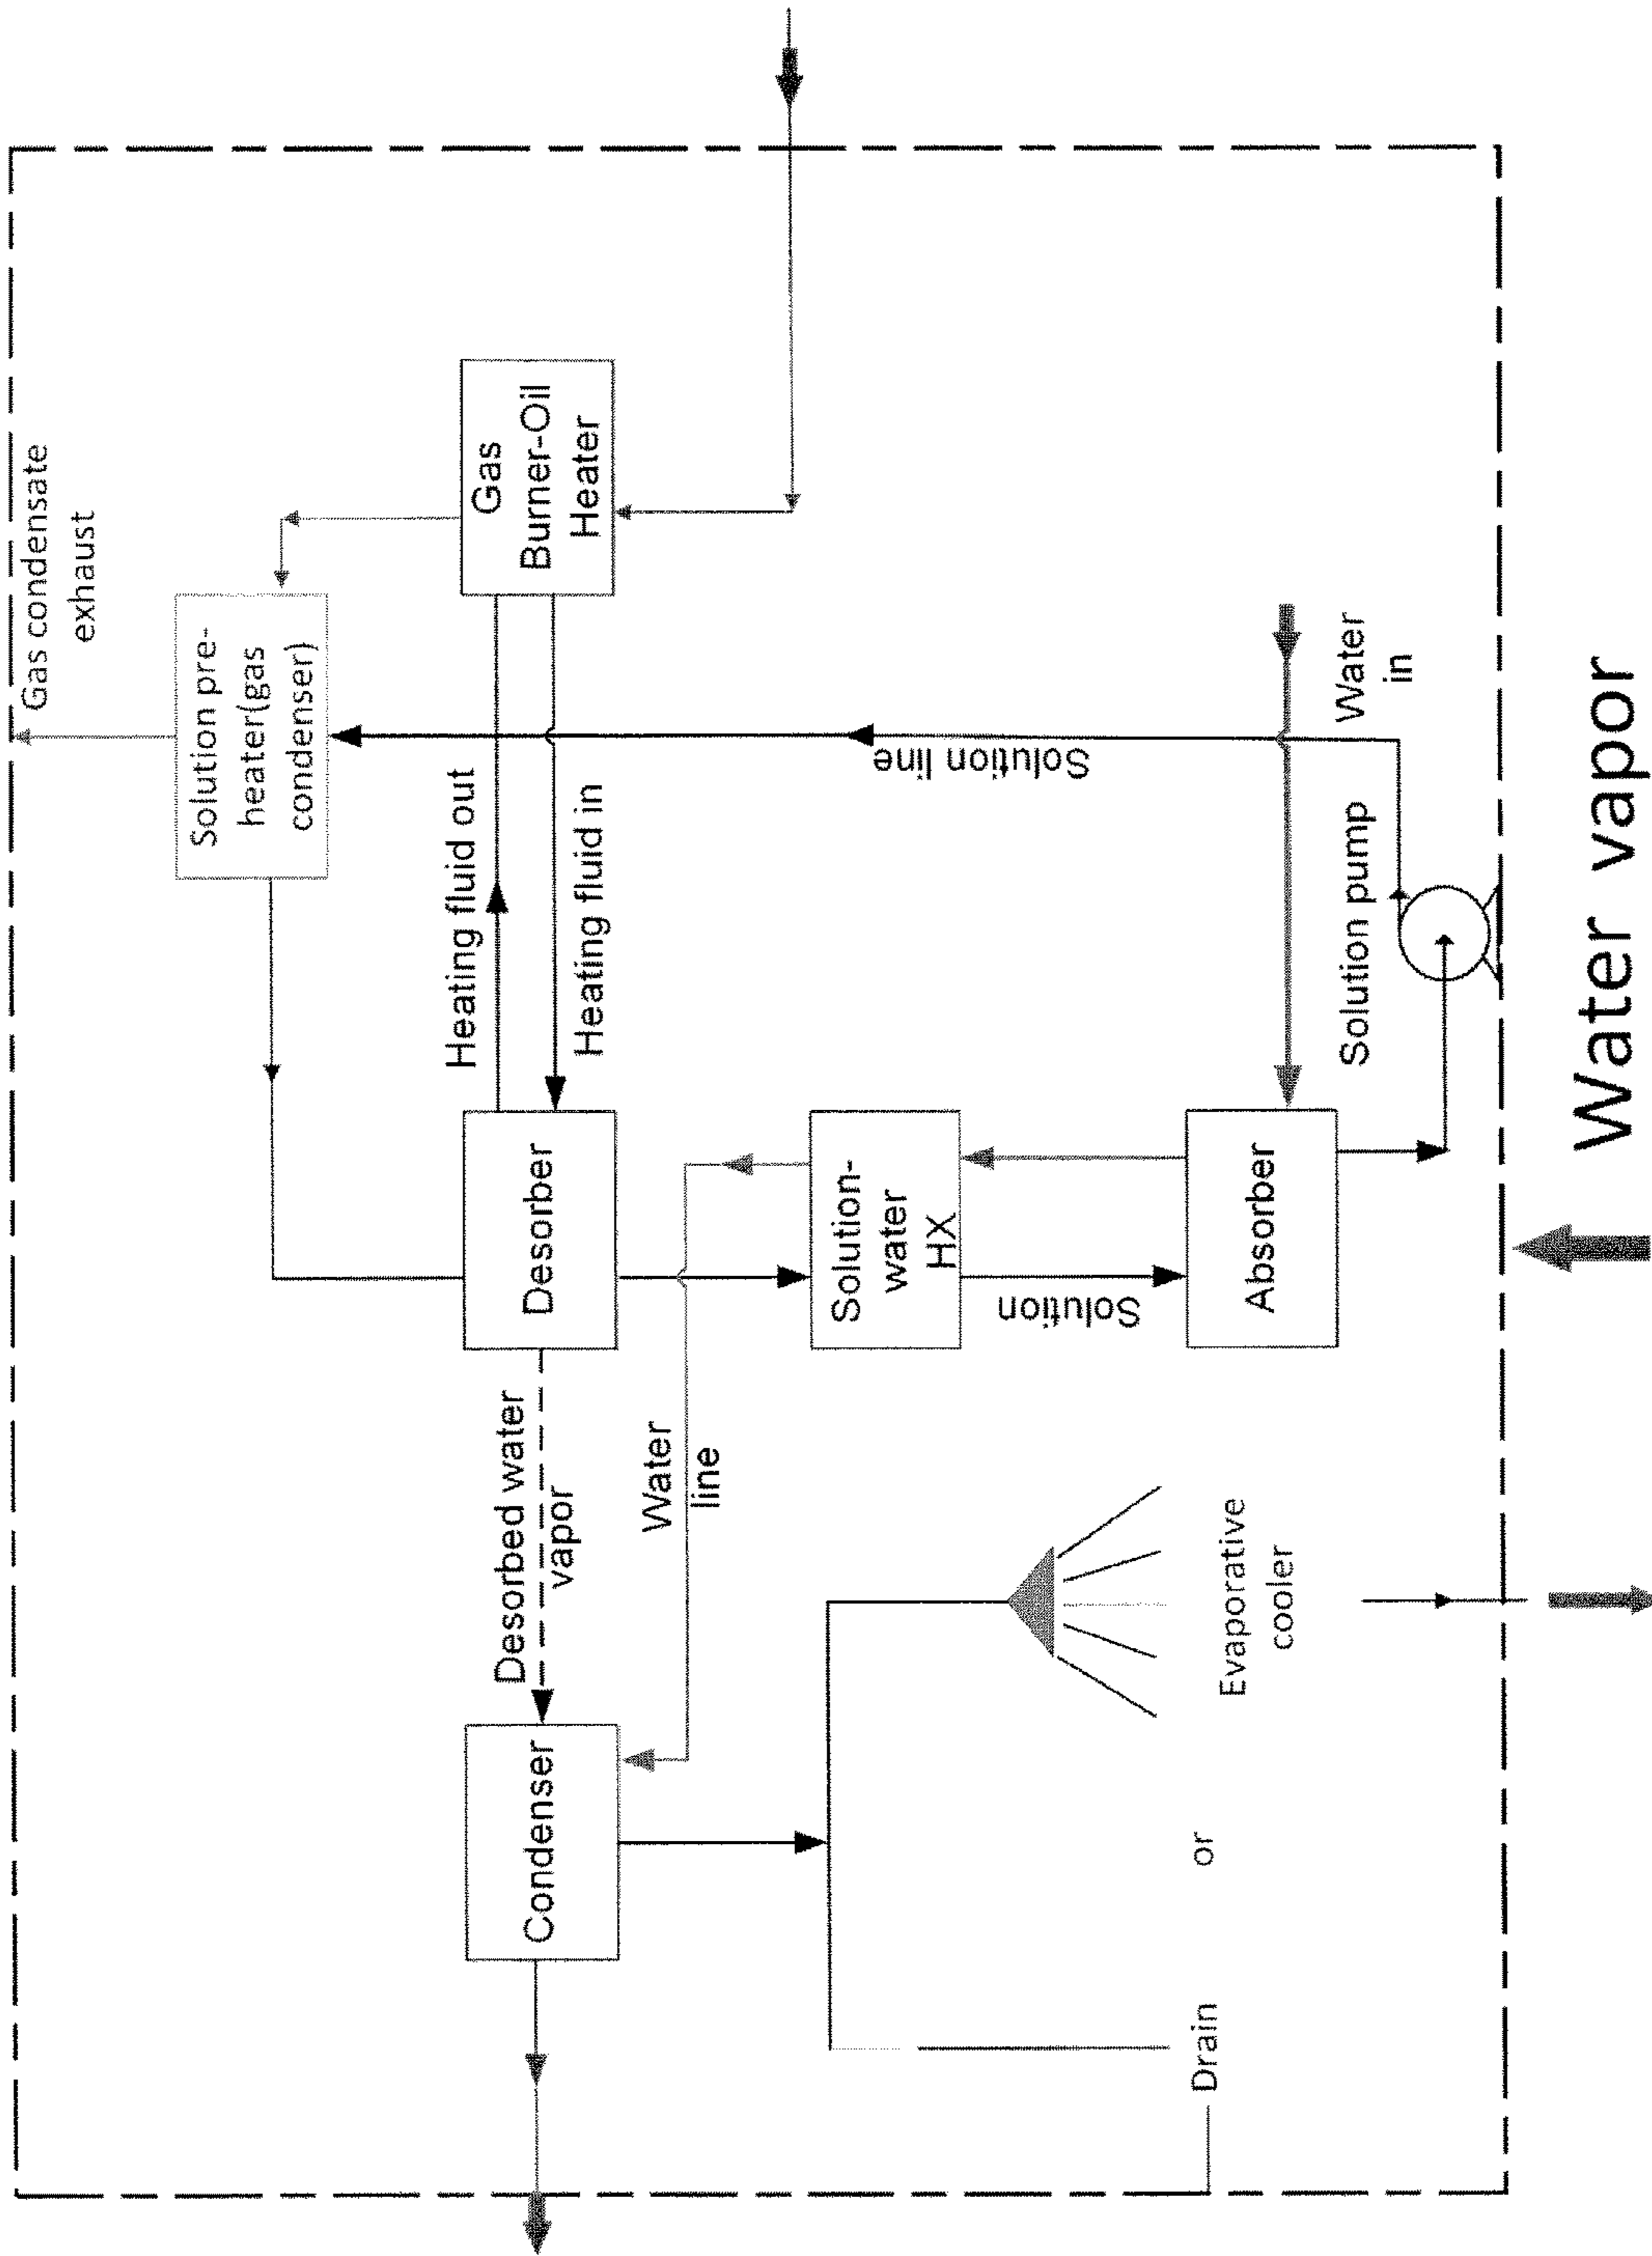 Gas condensate
exhaust
Solution pre-
heater(gas
condenser)
Gas
Burner-Oil
Heater
Heating fluid out
Heating fluid in
Desorber
Desorbed water
vapor
Condenser
Water
line
Solution-
water
HX
Solution line
Solution
Absorber
Water
in
Solution pump
Evaporative
cooler
or
Drain
Water vapor